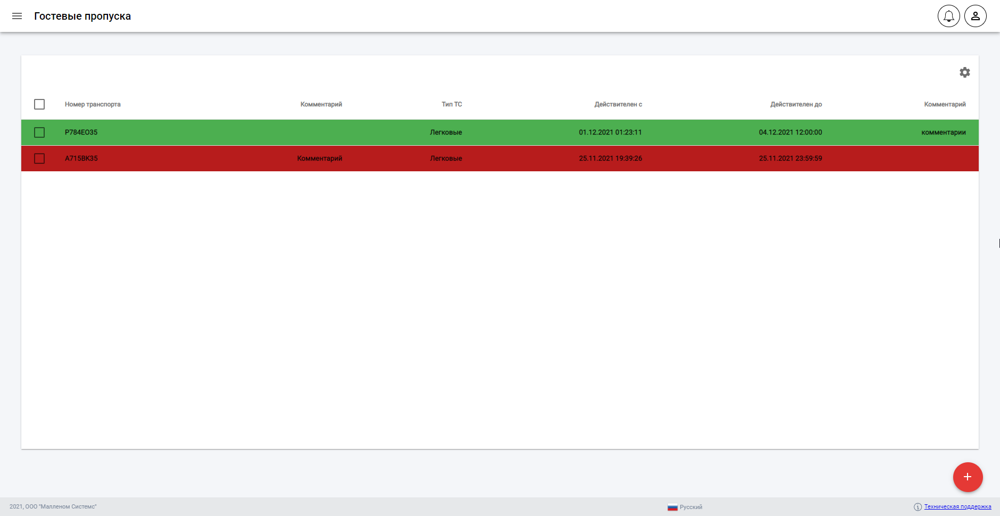 Гостевые пропуска
Номер транспорта Комментарий Тип ТС Действителен с Действителен до Комментарий
Р784ЕО35 Легковые 01.12.2021 01:23:11 04.12.2021 12:00:00 комментарии
А715ВК35 Комментарий Легковые 25.11.2021 19:39:26 25.11.2021 23:59:59
2021, ООО "Малленом Системс" Русский Техническая поддержка